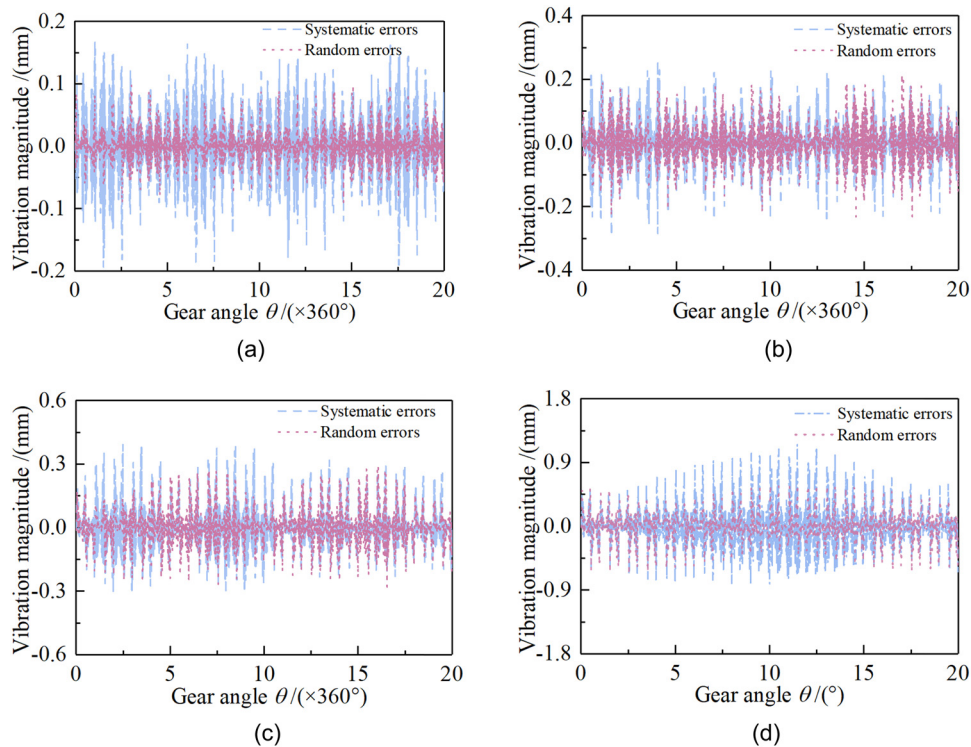 Vibration magnitude /(mm)
0.2
0.1
0.0
-0.1
-0.2
Systematic errors
Random errors
0 5 10 15 20
Gear angle θ/(×360°)
(a)
Vibration magnitude /(mm)
0.4
0.2
0.0
-0.2
-0.4
Systematic errors
Random errors
0 5 10 15 20
Gear angle θ/(×360°)
(b)
Vibration magnitude /(mm)
0.6
0.3
0.0
-0.3
-0.6
Systematic errors
Random errors
0 5 10 15 20
Gear angle θ/(×360°)
(c)
Vibration magnitude /(mm)
1.8
0.9
0.0
-0.9
-1.8
Systematic errors
Random errors
0 5 10 15 20
Gear angle θ/(°)
(d)